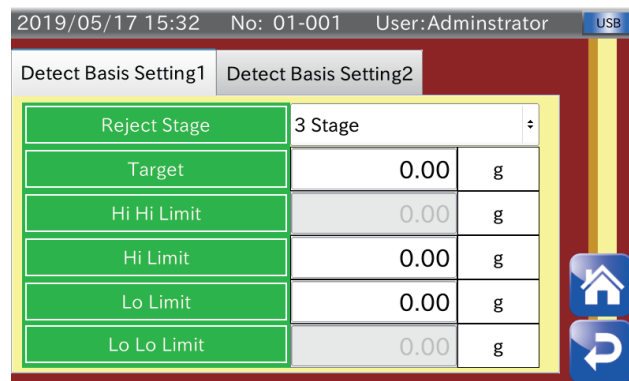 2019/05/17 15:32 No: 01-001 User:Adminstrator USB
Detect Basis Setting1 Detect Basis Setting2
Reject Stage 3 Stage
Target 0.00 g
Hi Hi Limit 0.00 g
Hi Limit 0.00 g
Lo Limit 0.00 g
Lo Lo Limit 0.00 g